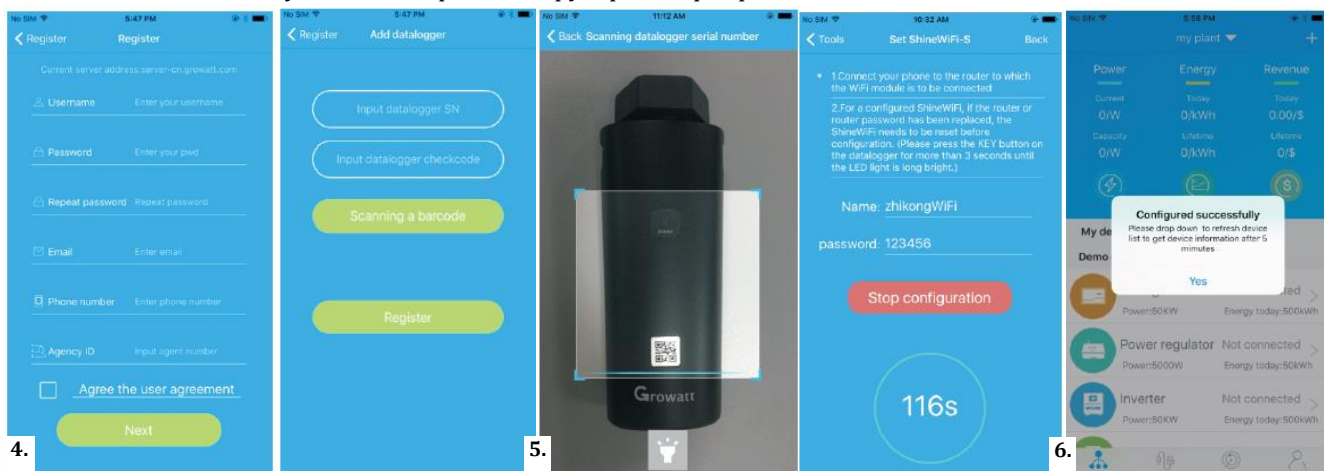 No SIM 5:47 PM
Register Register
Current server address:server-cn.growatt.com
Username Enter your username
Password Enter your pwd
Repeat password Repeat password
Email Enter email
Phone number Enter phone number
Agency ID Input agent number
Agree the user agreement
Next
4.
No SIM 5:47 PM
Register Add datalogger
Input datalogger SN
Input datalogger checkcode
Scanning a barcode
Register
No SIM 11:12 AM
Back Scanning datalogger serial number
Growatt
5.
No SIM 10:32 AM
Tools Set ShineWiFi-S Back
1.Connect your phone to the router to which
the WiFi module is to be connected
2.For a configured ShineWiFi, if the router or
router password has been replaced, the
ShineWiFi needs to be reset before
configuration. (Please press the KEY button on
the datalogger for more than 3 seconds until
the LED light is long bright.)
Name: zhikongWiFi
password: 123456
Stop configuration
116s
No SIM 5:58 PM
my plant
Power Energy Revenue
Current Today Today
0/W 0/kWh 0.00/$
Capacity Lifetime Lifetime
0/W 0/kWh 0/$
Configured successfully
Please drop down to refresh device
list to get device information after 5
mimutes
Yes
My de
Demo
Power:50KW Energy today:500kWh
Power regulator Not connected
Power:5000W Energy today:50kWh
Inverter Not connected
Power:50KW Energy today:500kWh
6.